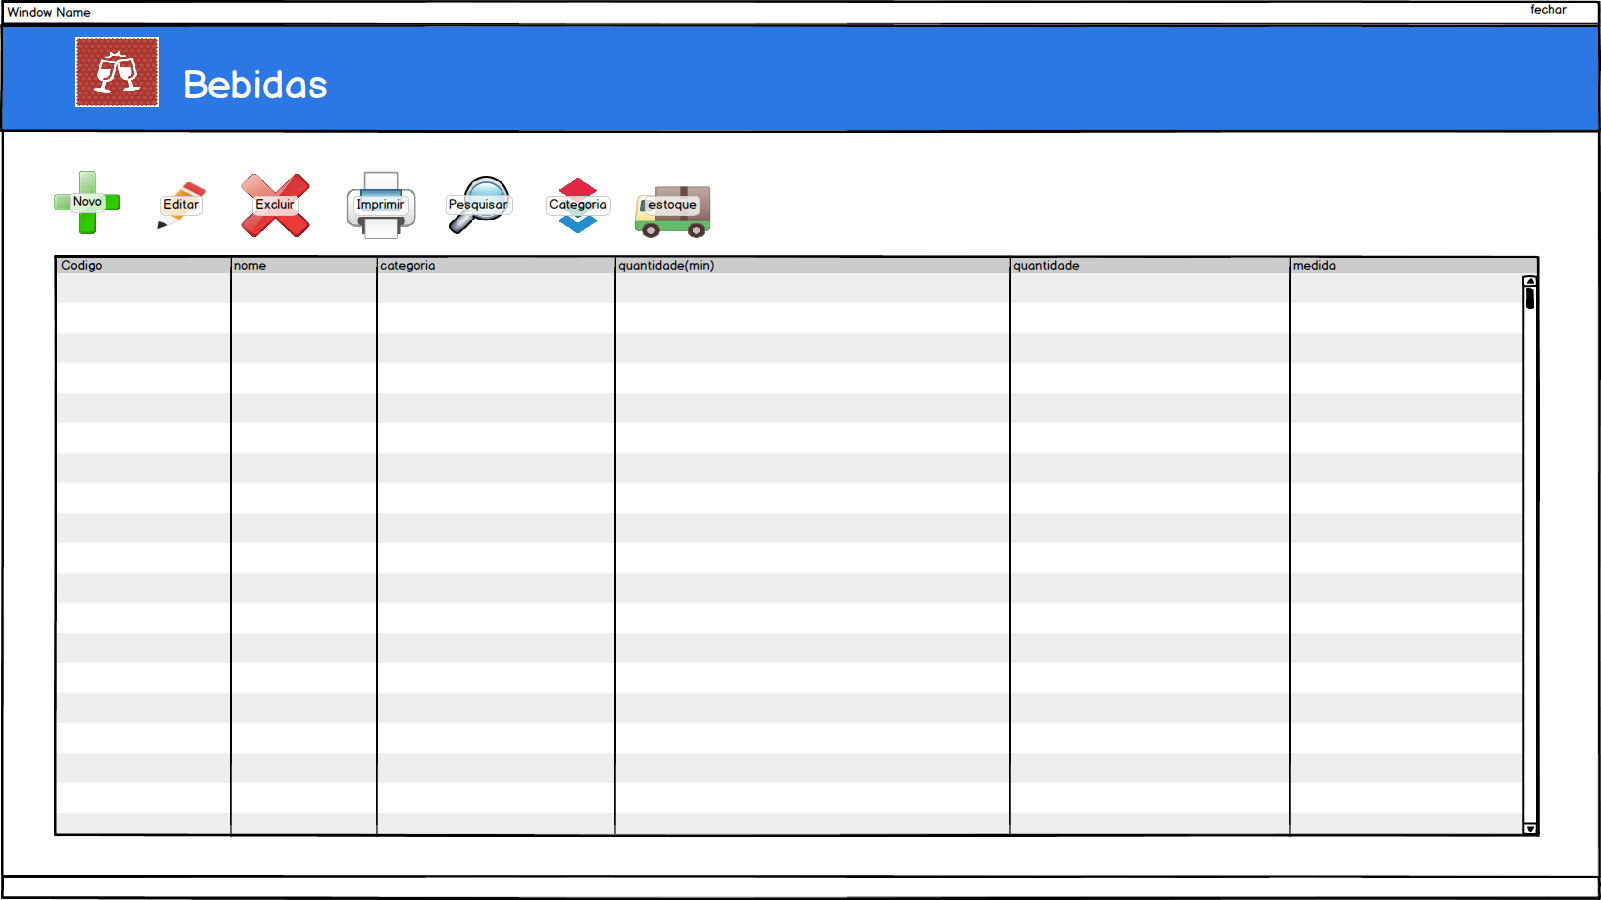 Window Name
fechar
Bebidas
Novo
Editar
Excluir
Imprimir
Pesquisar
Categoria
estoque
Codigo
nome
categoria
quantidade(min)
quantidade
medida